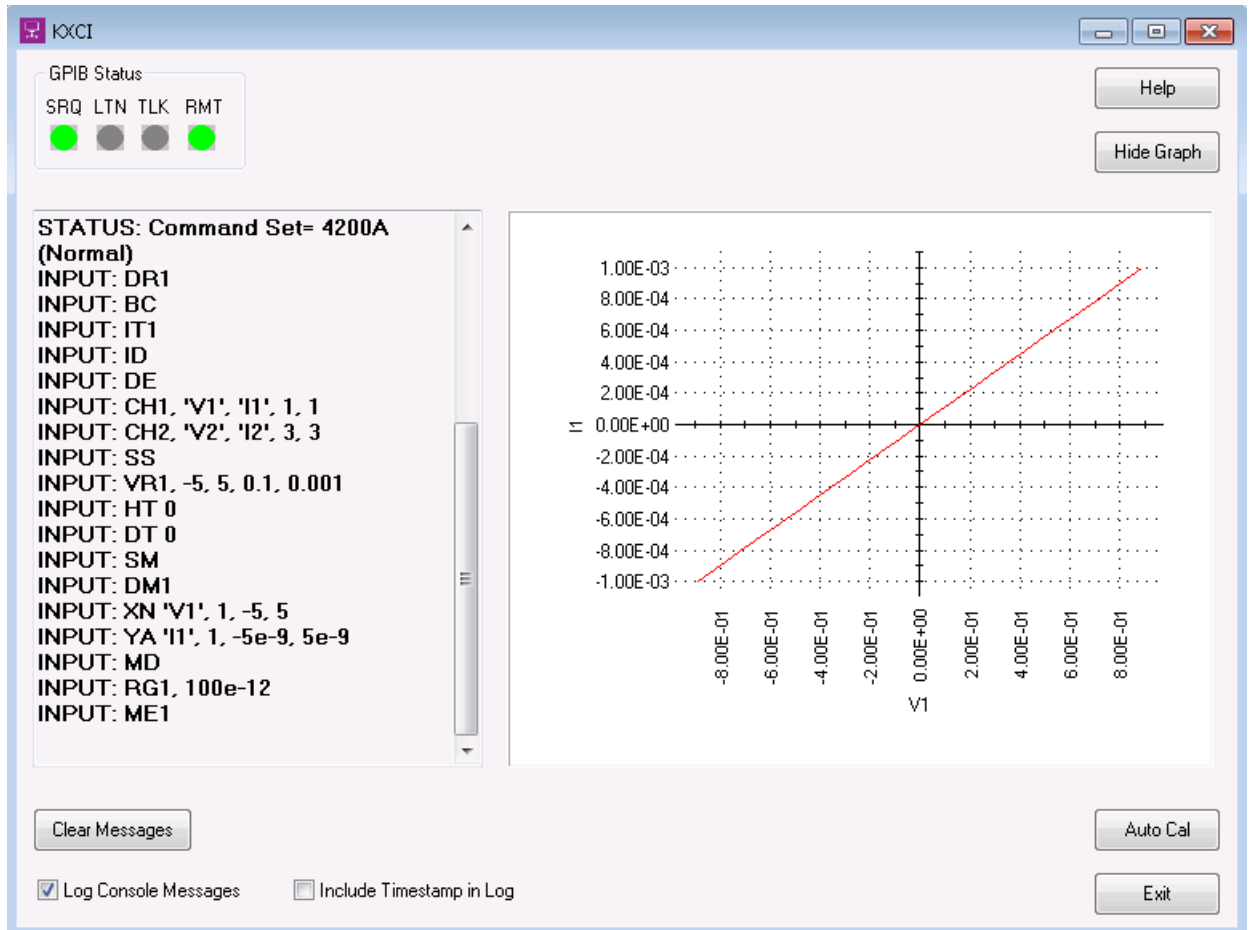 KXCI
GPIB Status
SRQ LTN TLK RMT
Help
Hide Graph
STATUS: Command Set= 4200A
(Normal)
INPUT: DR1
INPUT: BC
INPUT: IT1
INPUT: ID
INPUT: DE
INPUT: CH1, 'V1', 'I1', 1, 1
INPUT: CH2, 'V2', 'I2', 3, 3
INPUT: SS
INPUT: VR1, -5, 5, 0.1, 0.001
INPUT: HT 0
INPUT: DT 0
INPUT: SM
INPUT: DM1
INPUT: XN 'V1', 1, -5, 5
INPUT: YA 'I1', 1, -5e-9, 5e-9
INPUT: MD
INPUT: RG1, 100e-12
INPUT: ME1
1.00E-03
8.00E-04
6.00E-04
4.00E-04
2.00E-04
0.00E+00
-2.00E-04
-4.00E-04
-6.00E-04
-8.00E-04
-1.00E-03
I1
-8.00E-01
-6.00E-01
-4.00E-01
-2.00E-01
0.00E+00
2.00E-01
4.00E-01
6.00E-01
8.00E-01
V1
Clear Messages
Auto Cal
Log Console Messages
Include Timestamp in Log
Exit